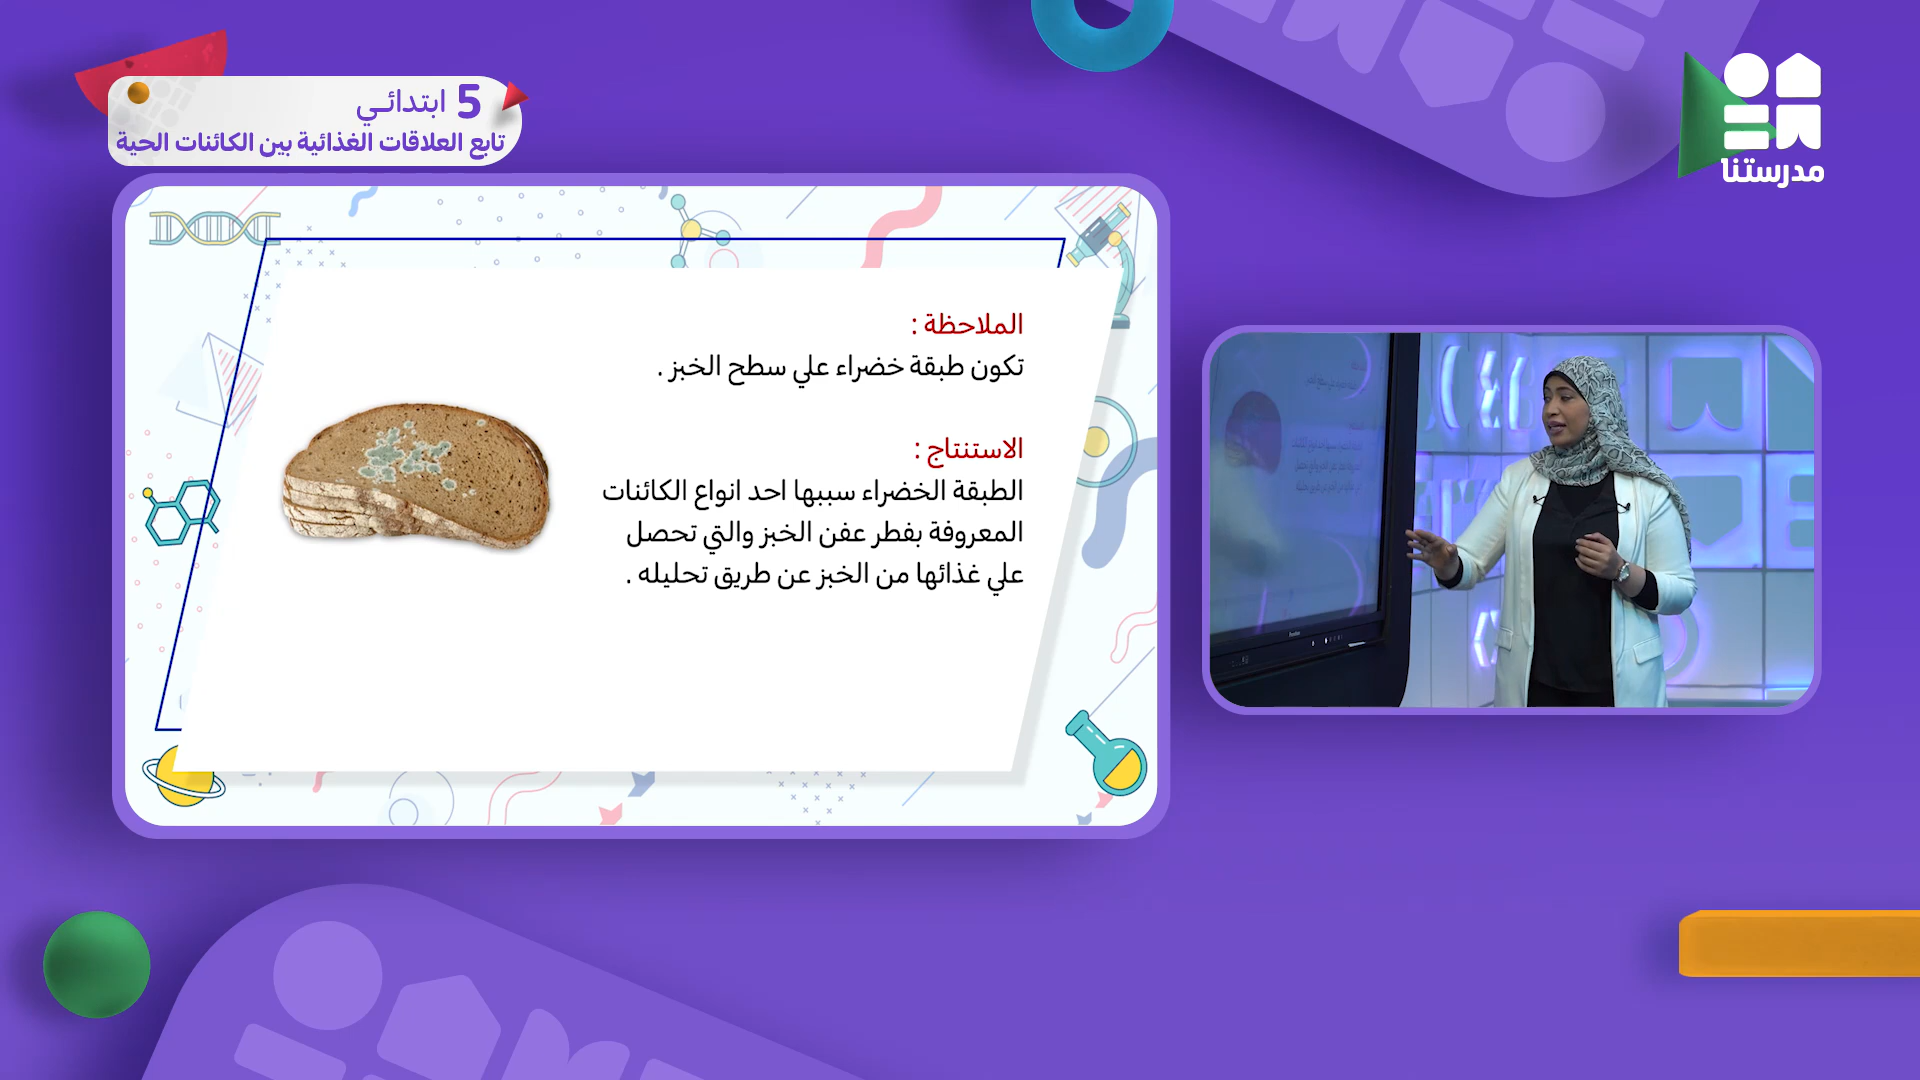 5 ابتدائي
تابع العلاقات الغذائية بين الكائنات الحية
مدرستنا
الملاحظة :
تكون طبقة خضراء علي سطح الخبز .
الاستنتاج :
الطبقة الخضراء سببها احد انواع الكائنات
المعروفة بفطر عفن الخبز والتي تحصل
علي غذائها من الخبز عن طريق تحليله .